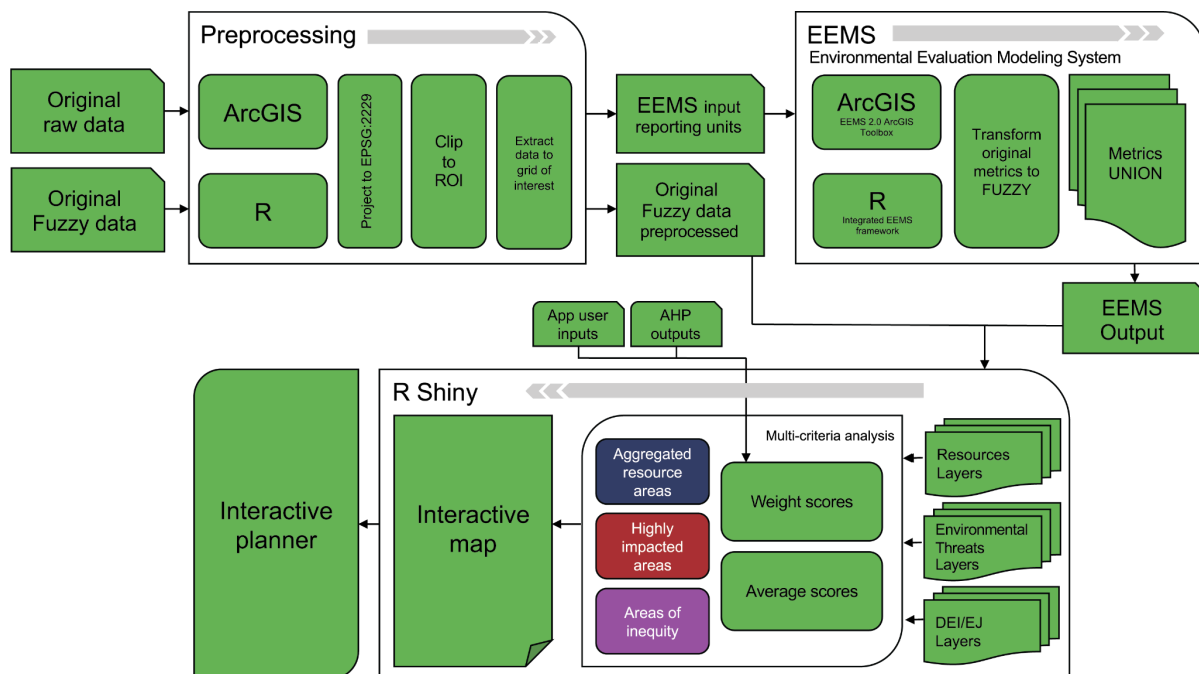 Preprocessing
Original
raw data
Original
Fuzzy data
ArcGIS
R
Project to EPSG:2229
Clip
to
ROI
Extract data to
grid of
interest
EEMS input
reporting units
Original
Fuzzy data
preprocessed
EEMS
Environmental Evaluation Modeling System
ArcGIS
EEMS 2.0 ArcGIS
Toolbox
R
Integrated EEMS
framework
Transform
original
metrics to
FUZZY
Metrics
UNION
EEMS
Output
App user
inputs
AHP
outputs
R Shiny
Interactive
planner
Interactive
map
Multi-criteria analysis
Aggregated
resource
areas
Highly
impacted
areas
Areas of
inequity
Weight scores
Average scores
Resources
Layers
Environmental
Threats
Layers
DEI/EJ
Layers